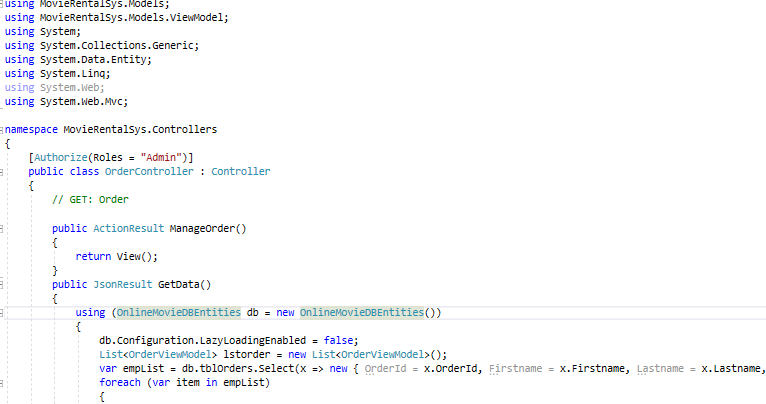 using MovieRentalSys.Models;
using MovieRentalSys.Models.ViewModel;
using System;
using System.Collections.Generic;
using System.Data.Entity;
using System.Linq;
using System.Web;
using System.Web.Mvc;
namespace MovieRentalSys.Controllers
{
[Authorize(Roles = "Admin")]
public class OrderController : Controller
{
// GET: Order
public ActionResult ManageOrder()
{
return View();
}
public JsonResult GetData()
{
using (OnlineMovieDBEntities db = new OnlineMovieDBEntities())
{
db.Configuration.LazyLoadingEnabled = false;
List<OrderViewModel> lstorder = new List<OrderViewModel>();
var empList = db.tblOrders.Select(x => new { OrderId = x.OrderId, Firstname = x.Firstname, Lastname = x.Lastname,
foreach (var item in empList)
{